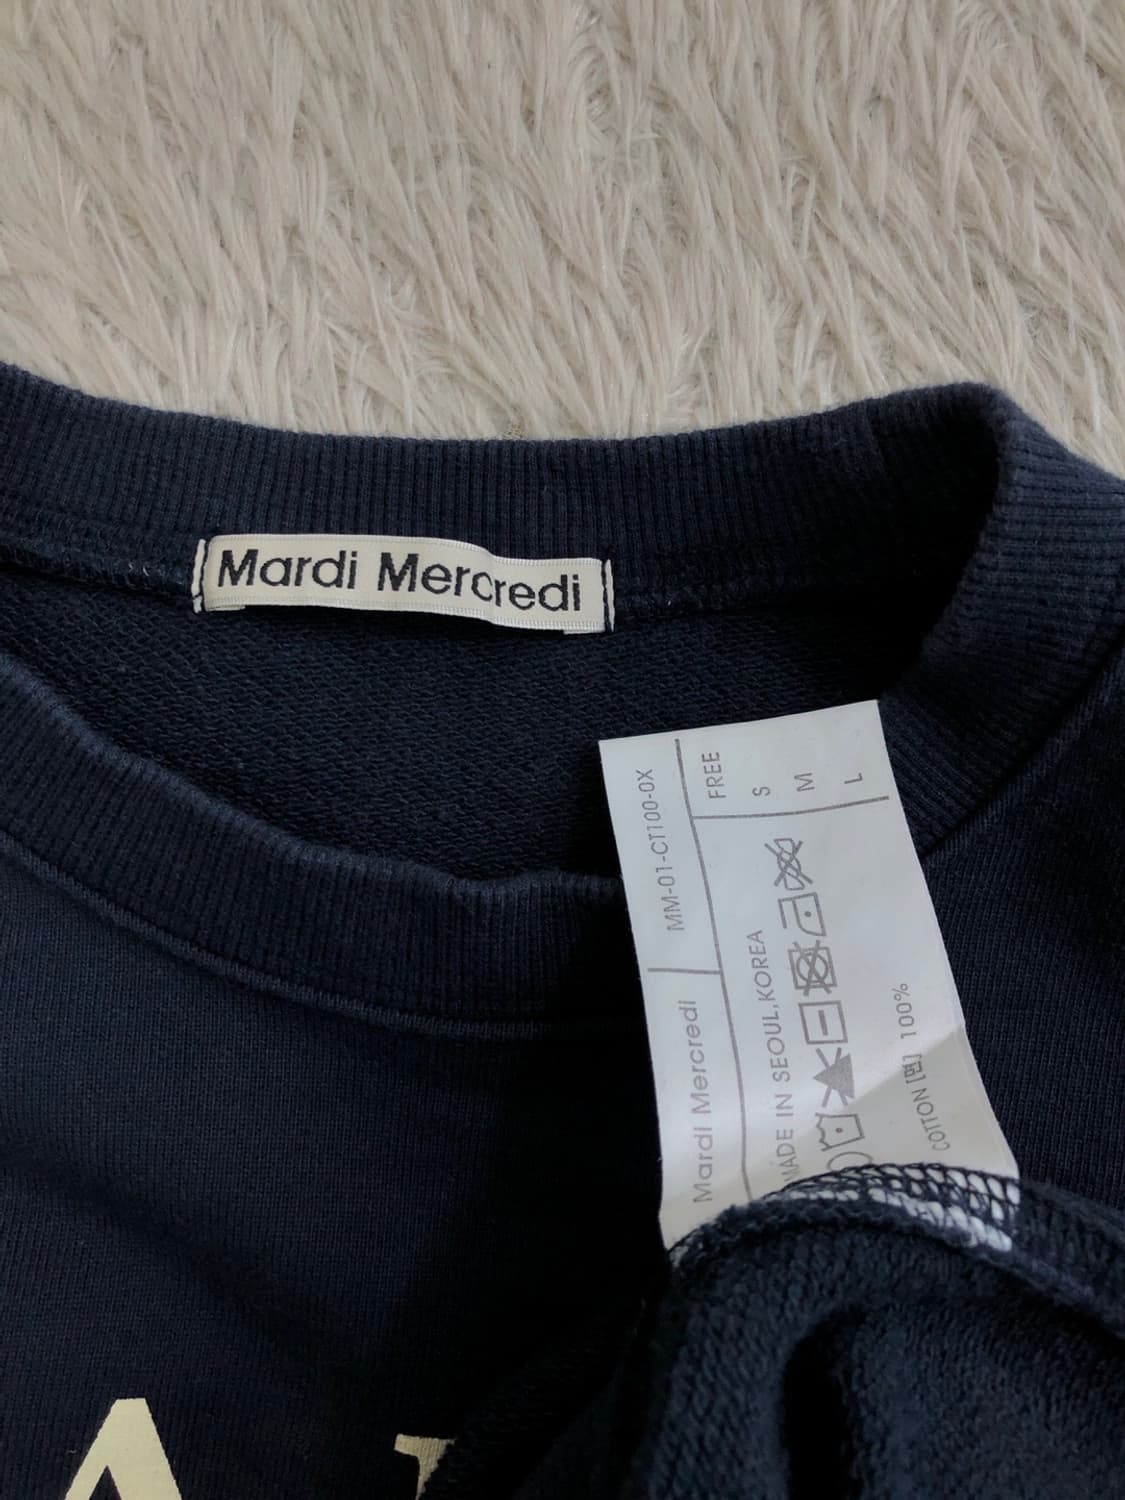 Mardi Mercredi
Mardi Mercredi
MM-01-CT100-0X
MADE IN SEOUL,KOREA
FREE
S
M
L
COTTON [면] 100%
A